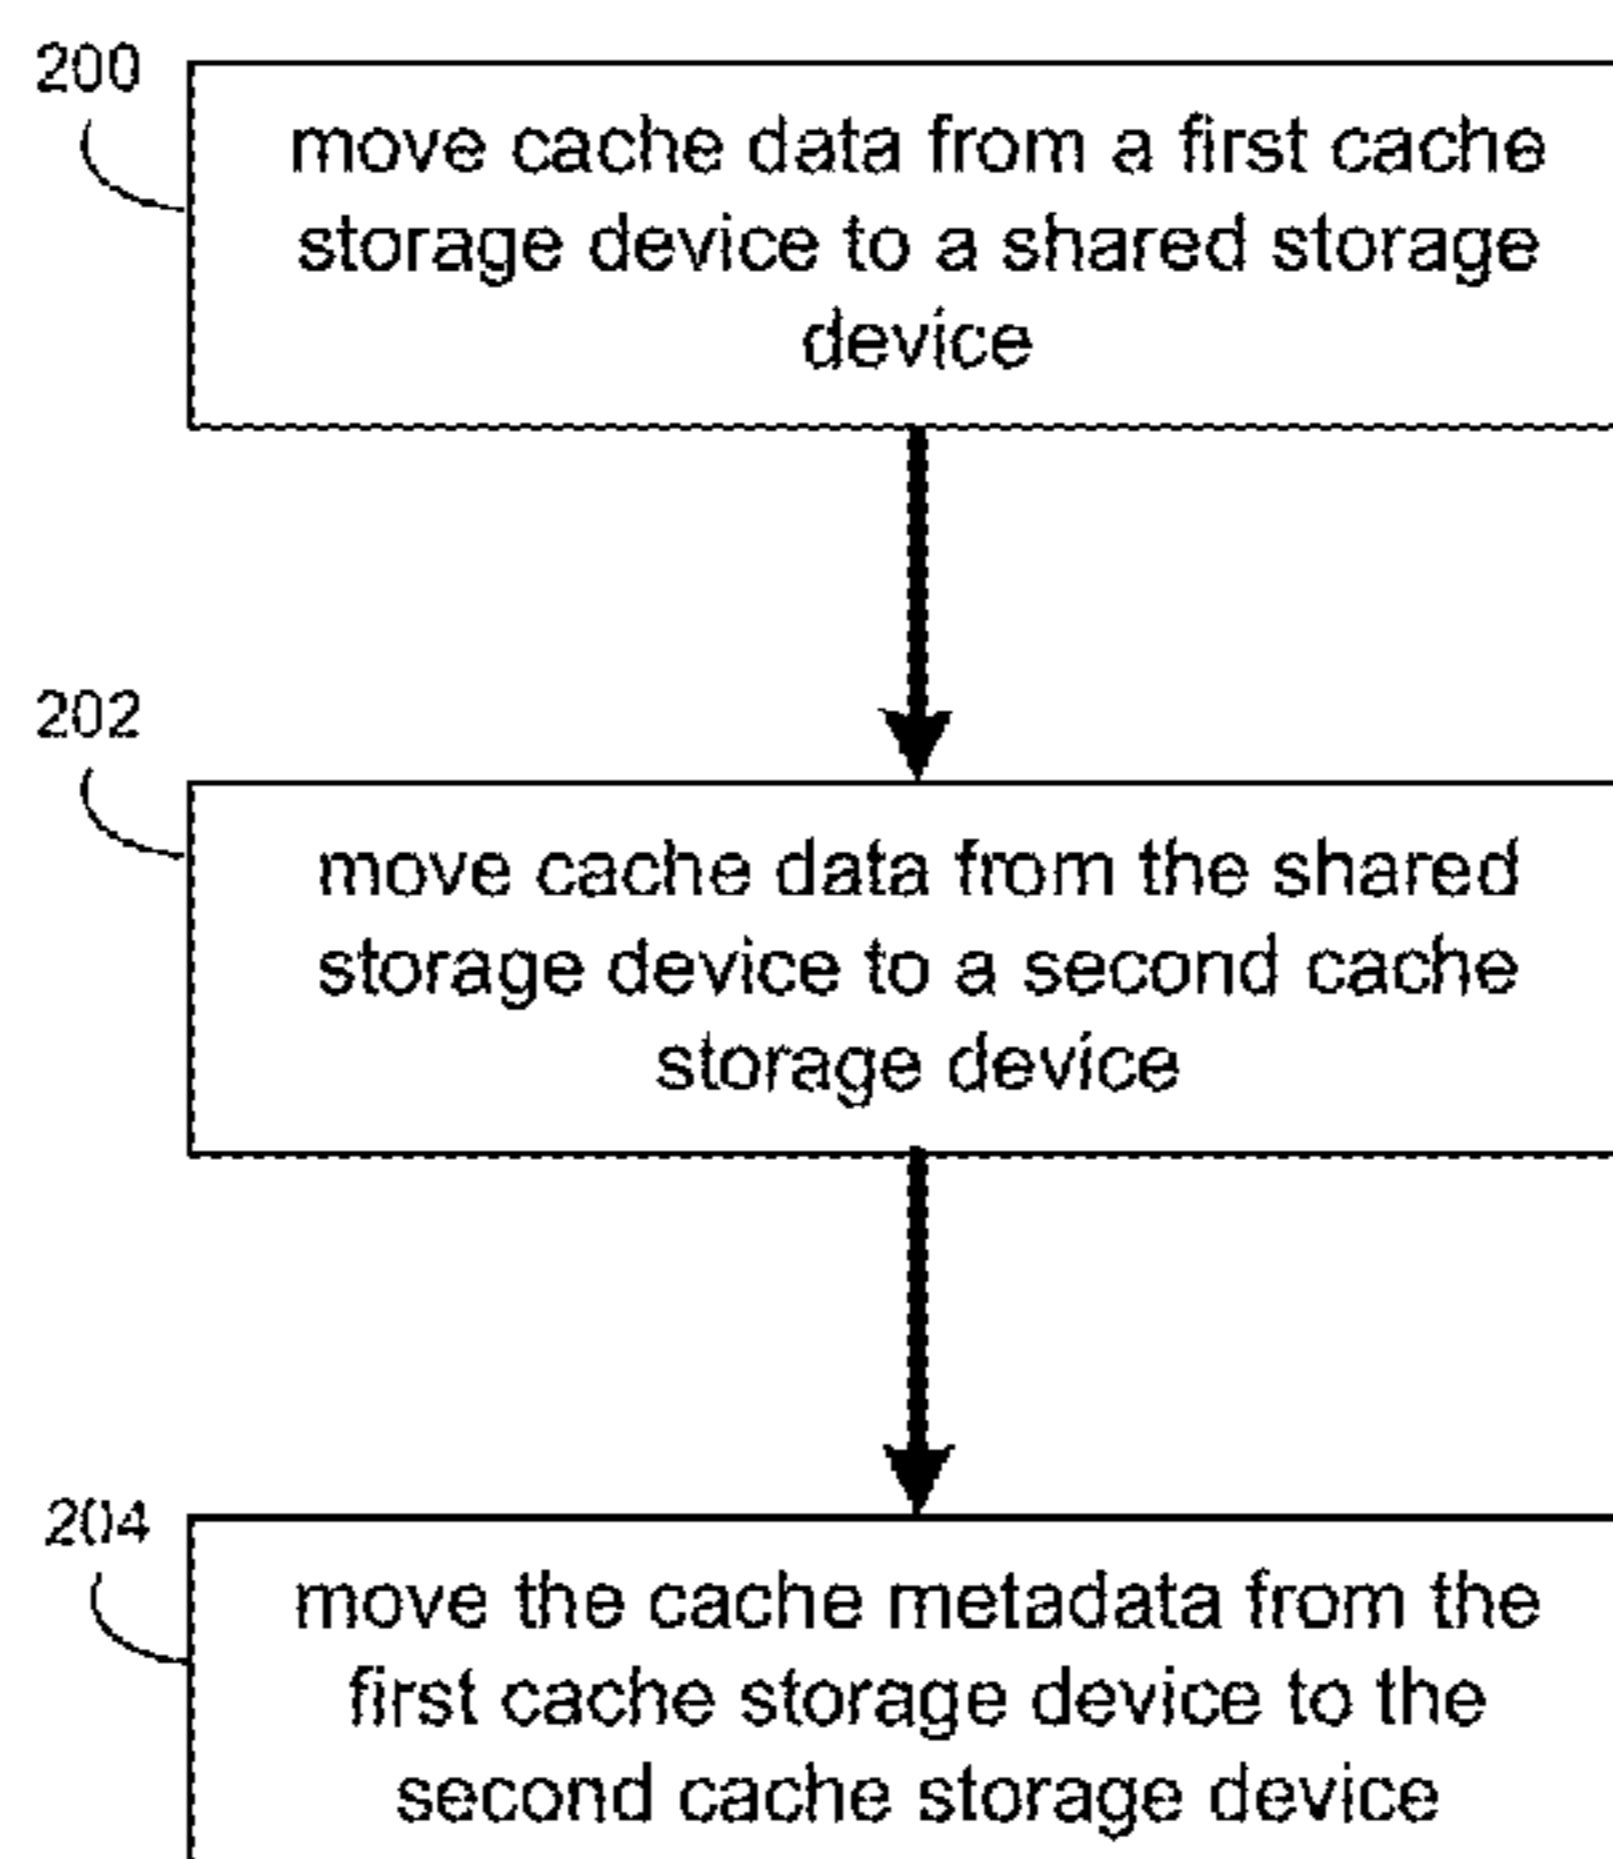 200
move cache data from a first cache
storage device to a shared storage
device
202
move cache data from the shared
storage device to a second cache
storage device
204
move the cache metadata from the
first cache storage device to the
second cache storage device